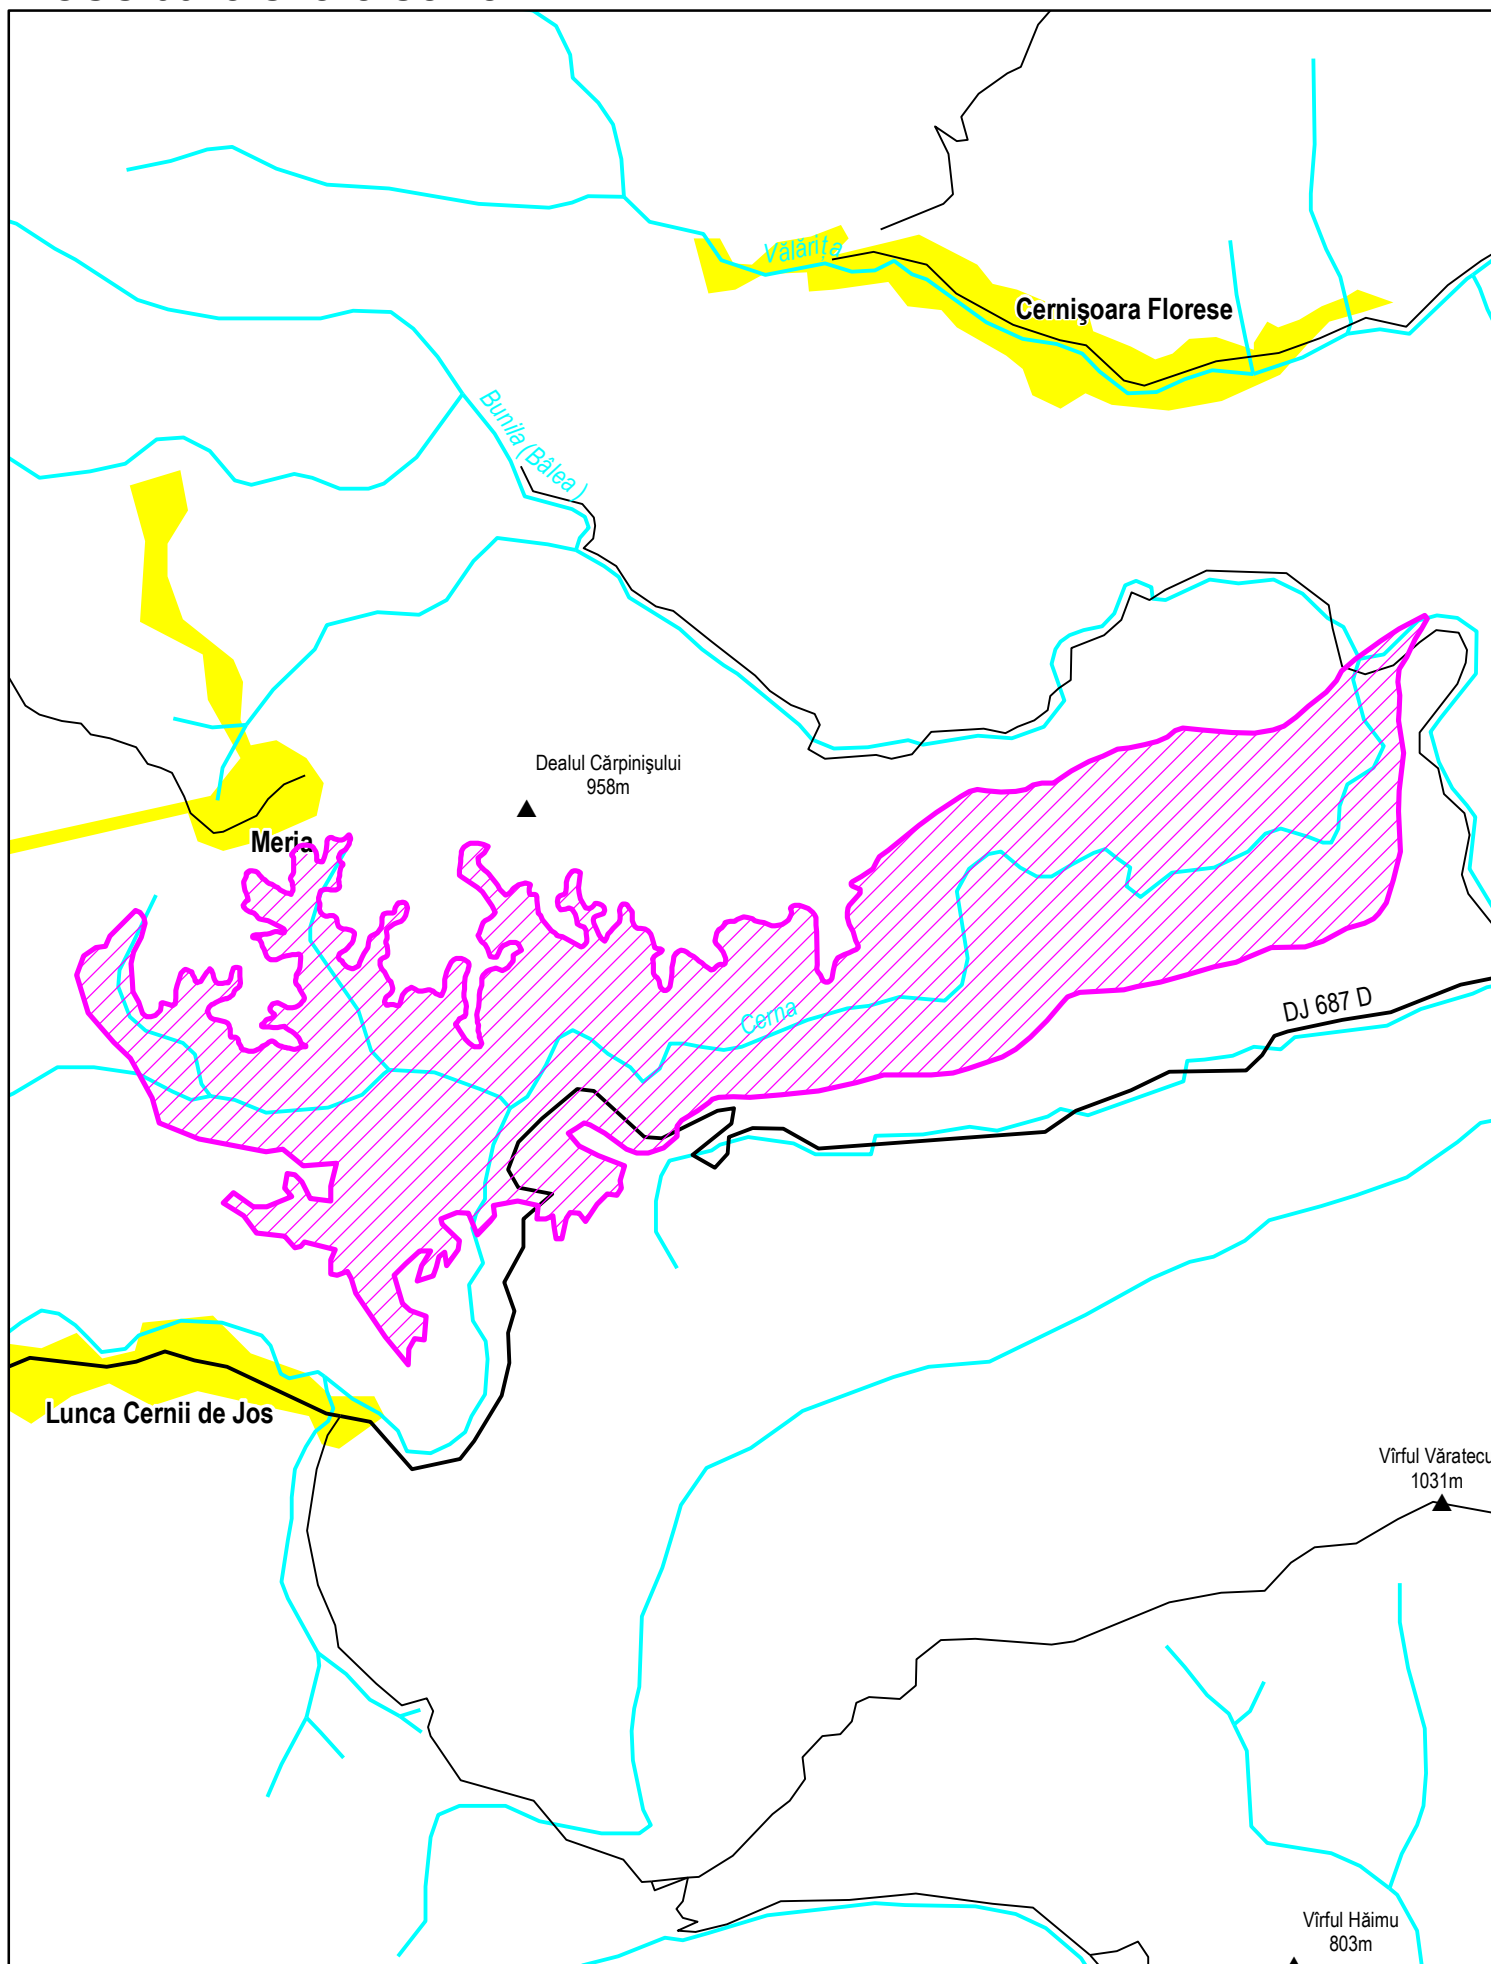 Vălărița
Cernişoara Florese
Bunila (Bâlea )
Dealul Cărpinişului
958m
Meria
Cerna
DJ 687 D
Lunca Cernii de Jos
Vîrful Văratecu
1031m
Vîrful Hăimu
803m